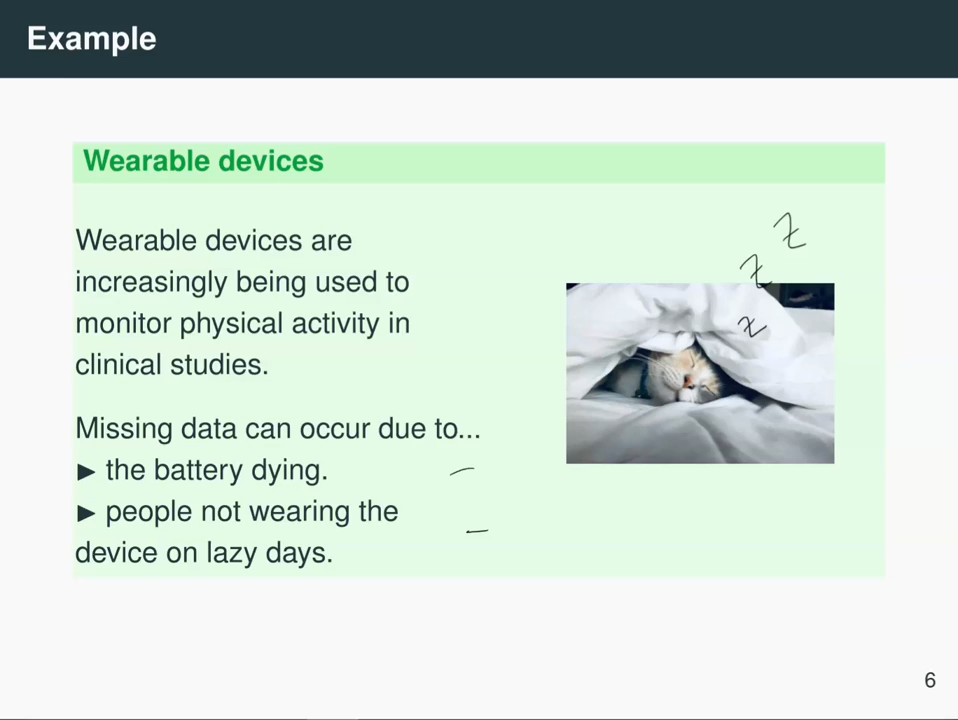 Example
Wearable devices
Wearable devices are
increasingly being used to
monitor physical activity in
clinical studies.
z
z
z
Missing data can occur due to...
▶ the battery dying.
▶ people not wearing the
device on lazy days.
6